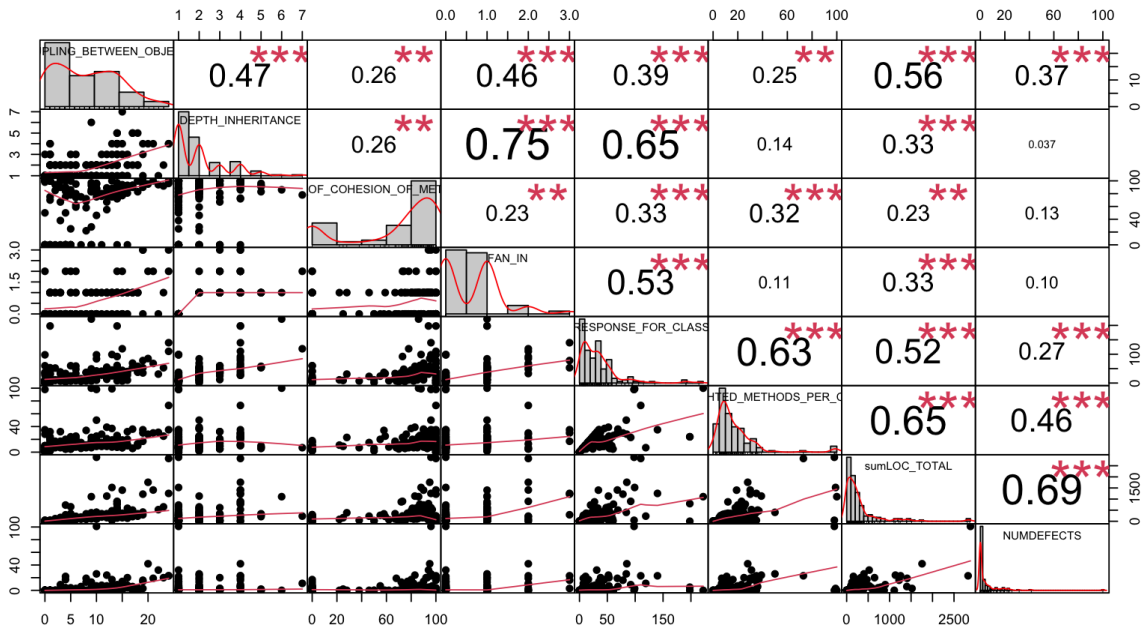 1 2 3 4 5 6 7 0.0 1.0 2.0 3.0 0 20 60 100 0 20 60 100
IPLING_BETWEEN_OBJE 0.47 *** 0.26 ** 0.46 *** 0.39 *** 0.25 ** 0.56 *** 0.37 *** 0 10
1 3 5 7 DEPTH_INHERITANCE 0.26 ** 0.75 *** 0.65 *** 0.14 0.33 *** 0.037
OF_COHESION_OF_MET 0.23 ** 0.33 *** 0.32 *** 0.23 ** 0.13 0 40 100
0.0 1.5 3.0 FAN_IN 0.53 *** 0.11 0.33 *** 0.10
RESPONSE_FOR_CLASS 0.63 *** 0.52 *** 0.27 *** 0 100
0 40 100 HTED_METHODS_PER_C 0.65 *** 0.46 ***
sumLOC_TOTAL 0.69 *** 0 1500
0 40 100 NUMDEFECTS
0 5 10 20 0 20 40 60 100 0 50 150 0 1000 2500